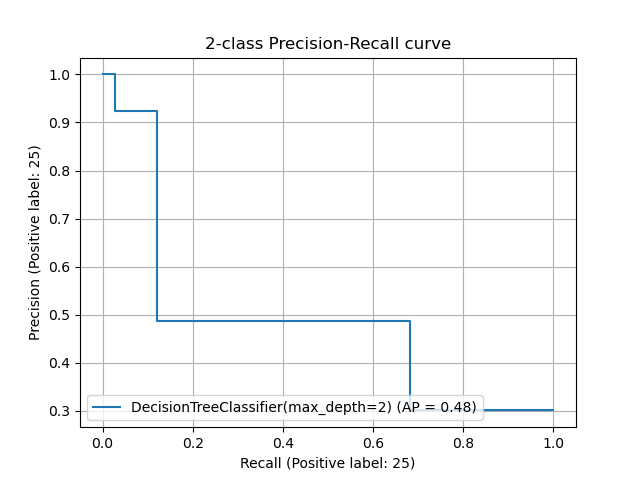 2-class Precision-Recall curve
Precision (Positive label: 25)
1.0
0.9
0.8
0.7
0.6
0.5
0.4
0.3
DecisionTreeClassifier(max_depth=2) (AP = 0.48)
0.0 0.2 0.4 0.6 0.8 1.0
Recall (Positive label: 25)